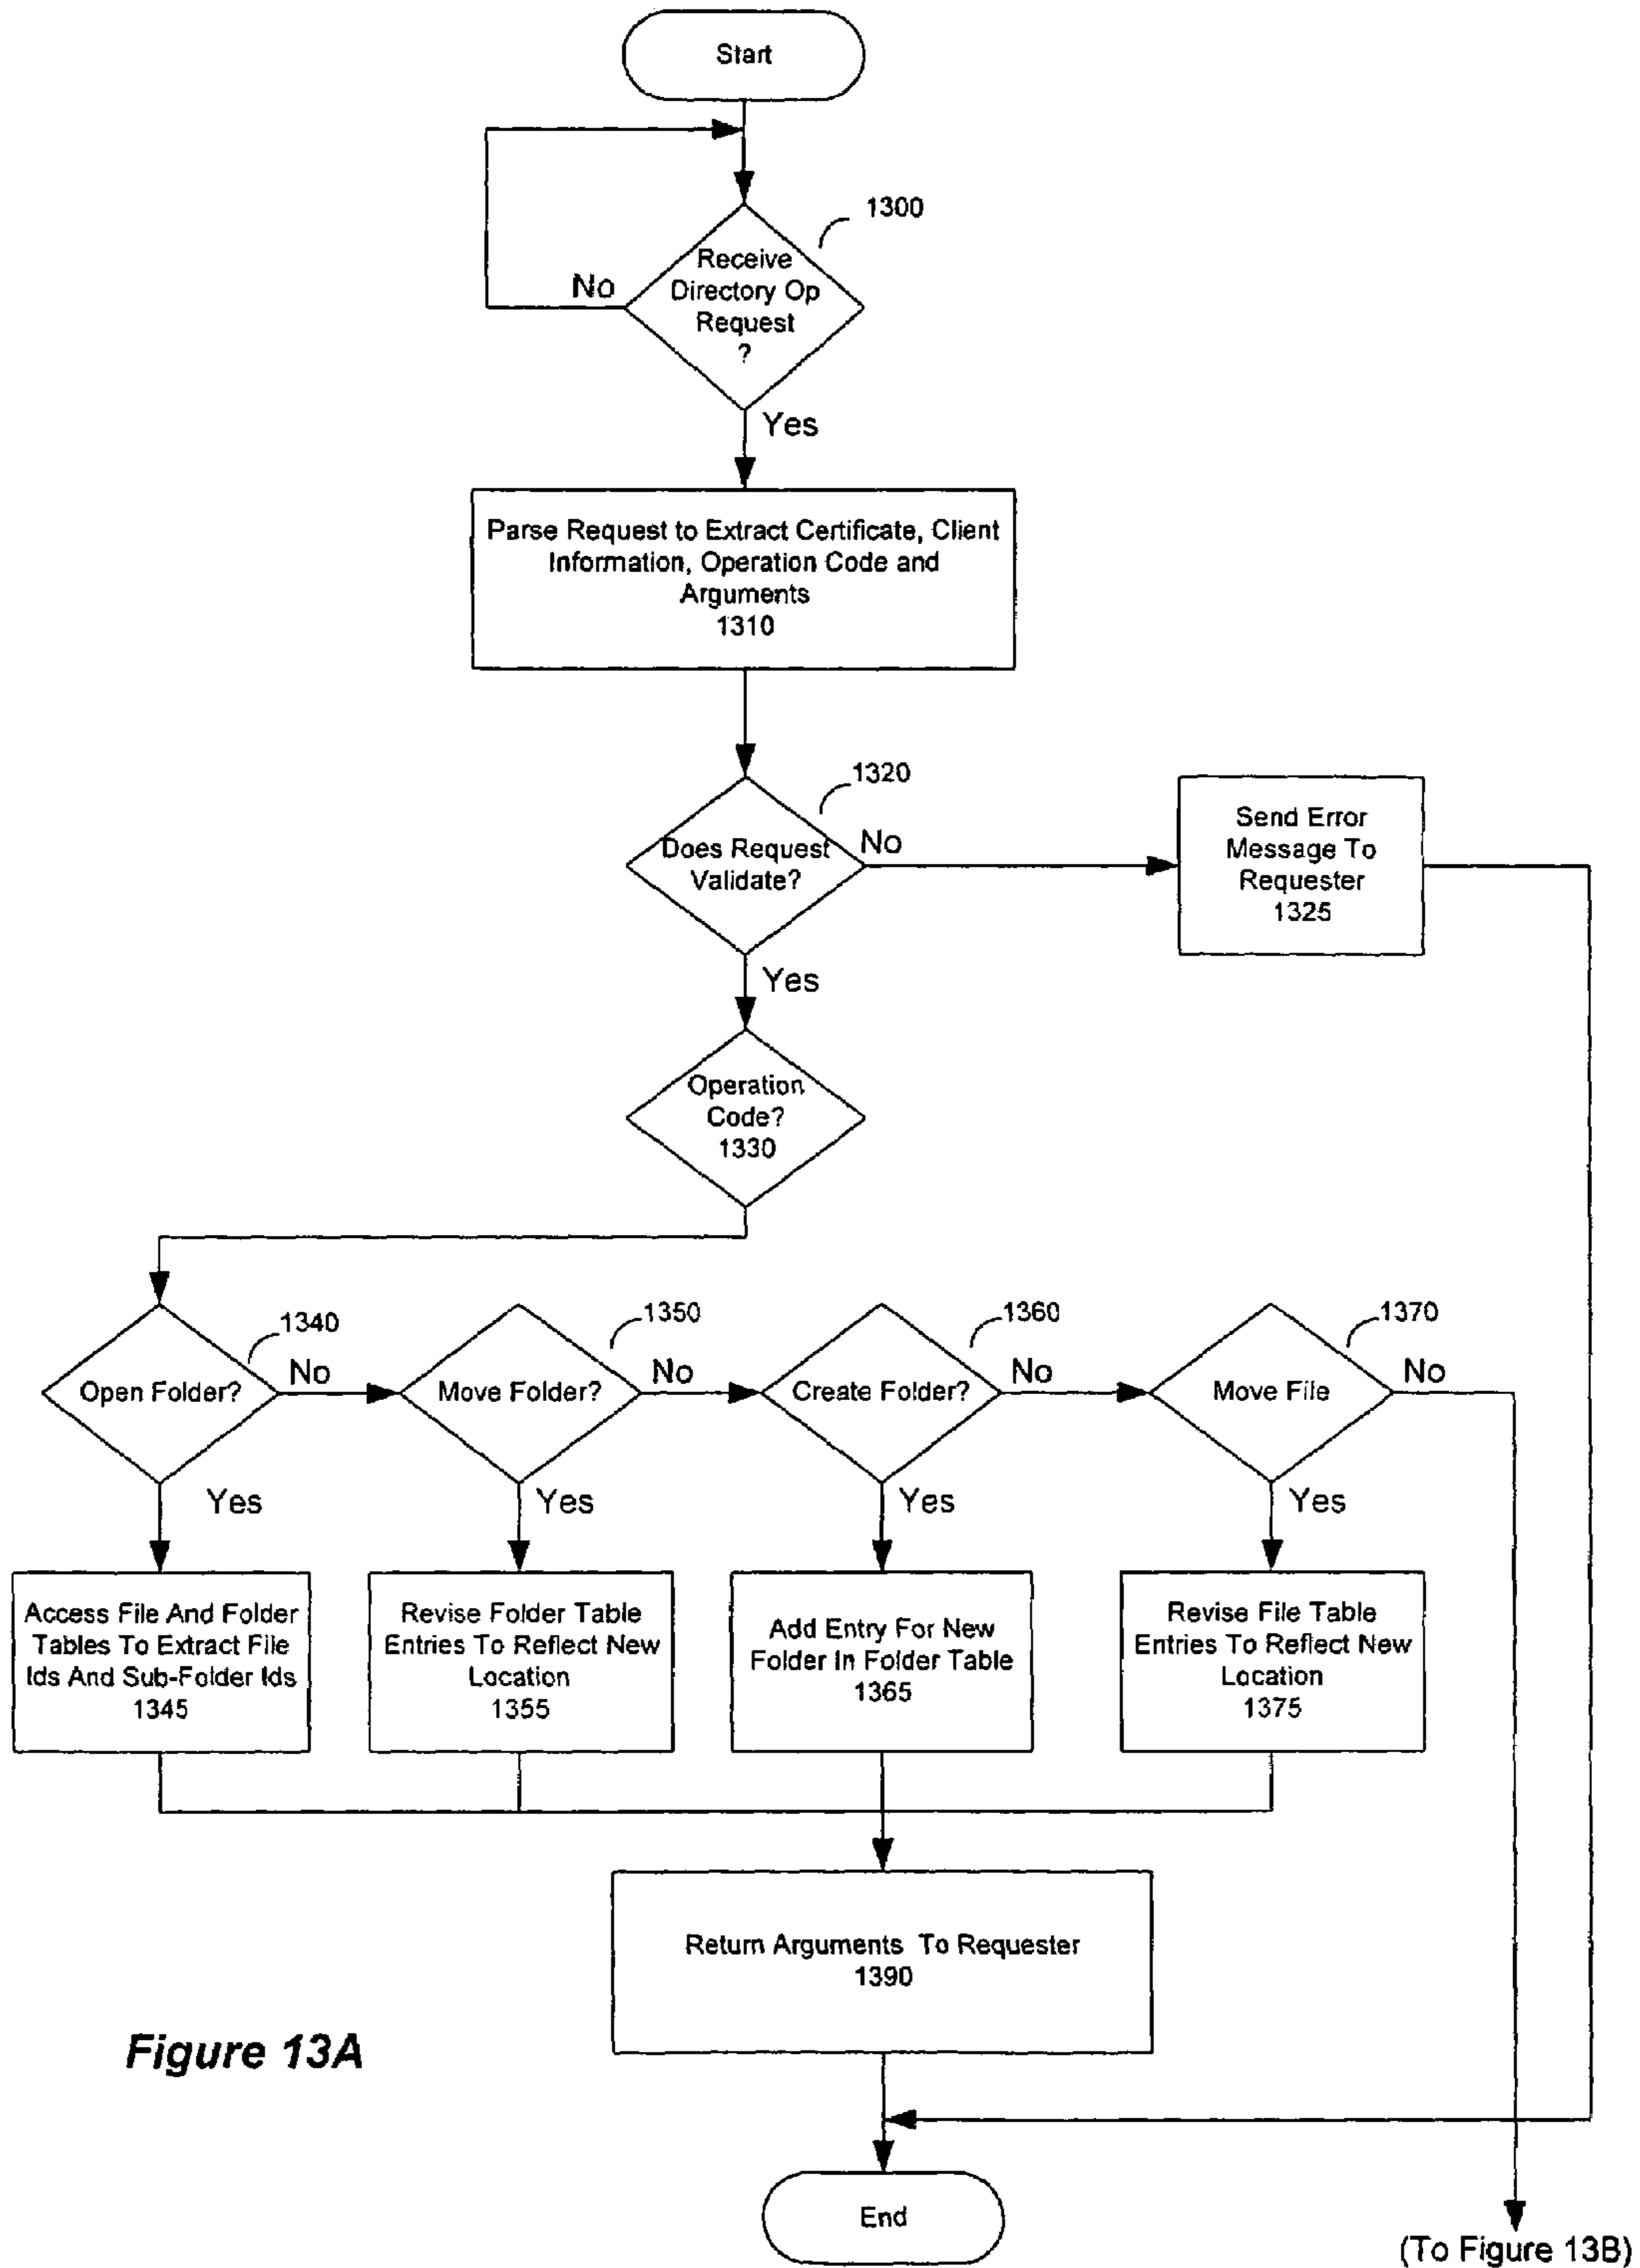 Start
1300
Receive
Directory Op
Request
?
No
Yes
Parse Request to Extract Certificate, Client
Information, Operation Code and
Arguments
1310
1320
Does Request
Validate?
No
Send Error
Message To
Requester
1325
Yes
Operation
Code?
1330
1340
Open Folder?
No
1350
Move Folder?
No
1360
Create Folder?
No
1370
Move File
No
Yes
Yes
Yes
Yes
Access File And Folder
Tables To Extract File
Ids And Sub-Folder Ids
1345
Revise Folder Table
Entries To Reflect New
Location
1355
Add Entry For New
Folder In Folder Table
1365
Revise File Table
Entries To Reflect New
Location
1375
Return Arguments To Requester
1390
Figure 13A
End
(To Figure 13B)